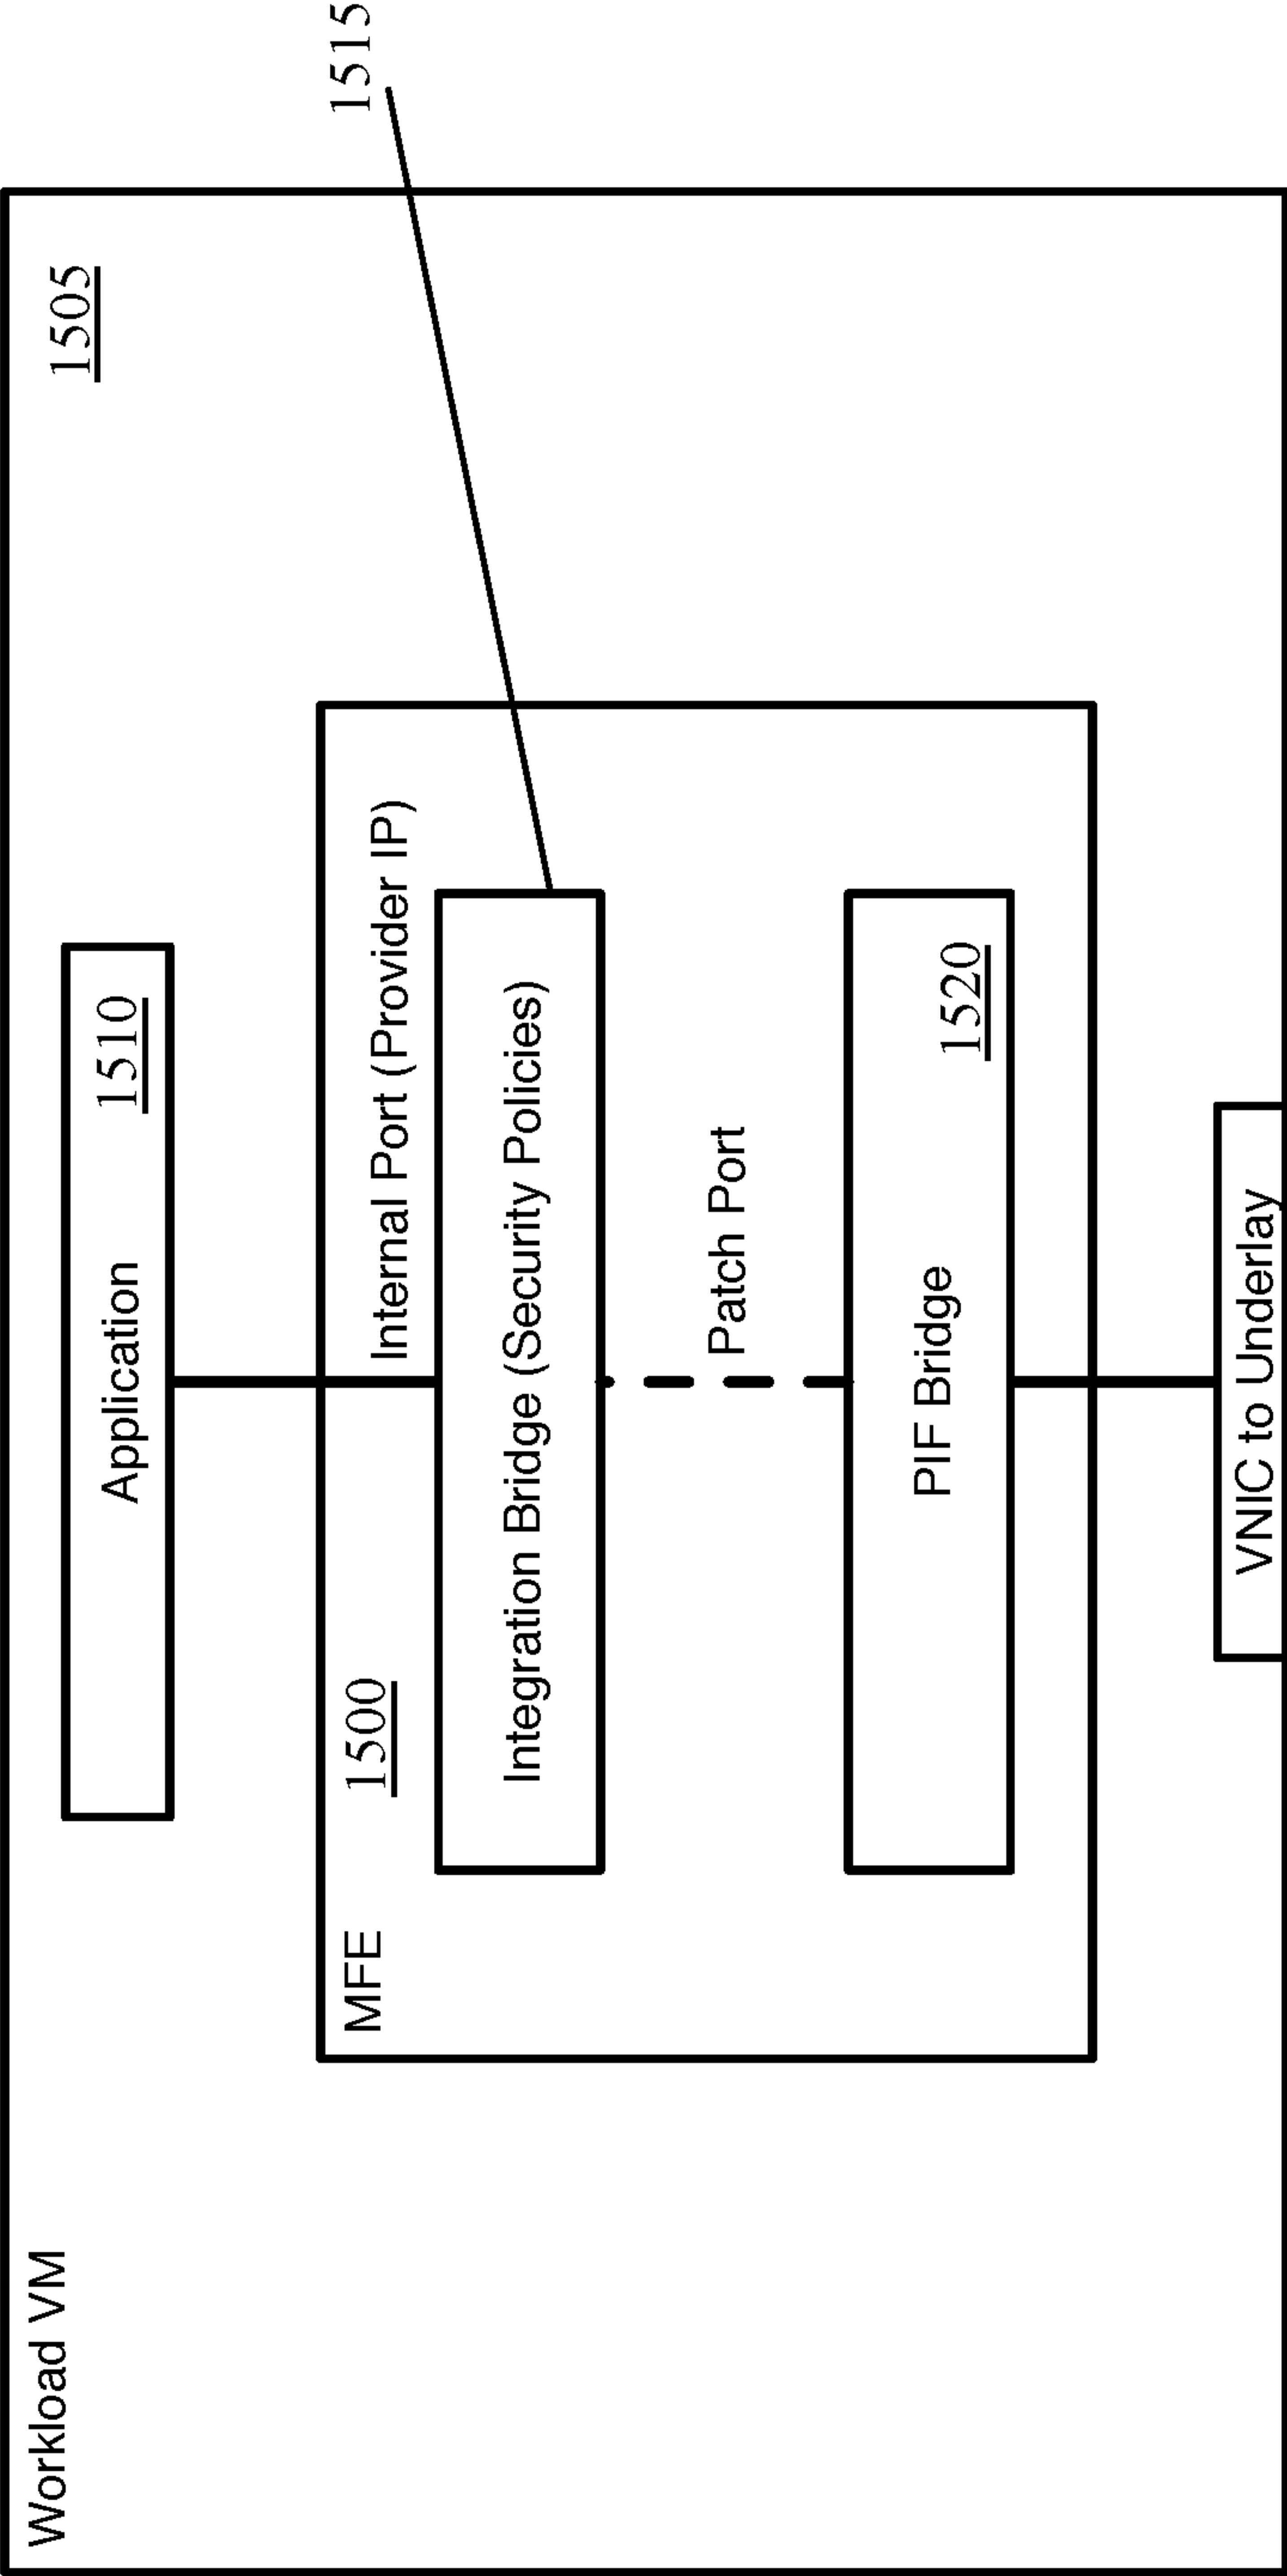 Workload VM
1505
Application
1510
1515
MFE
1500
Internal Port (Provider IP)
Integration Bridge (Security Policies)
Patch Port
PIF Bridge
1520
VNIC to Underlay